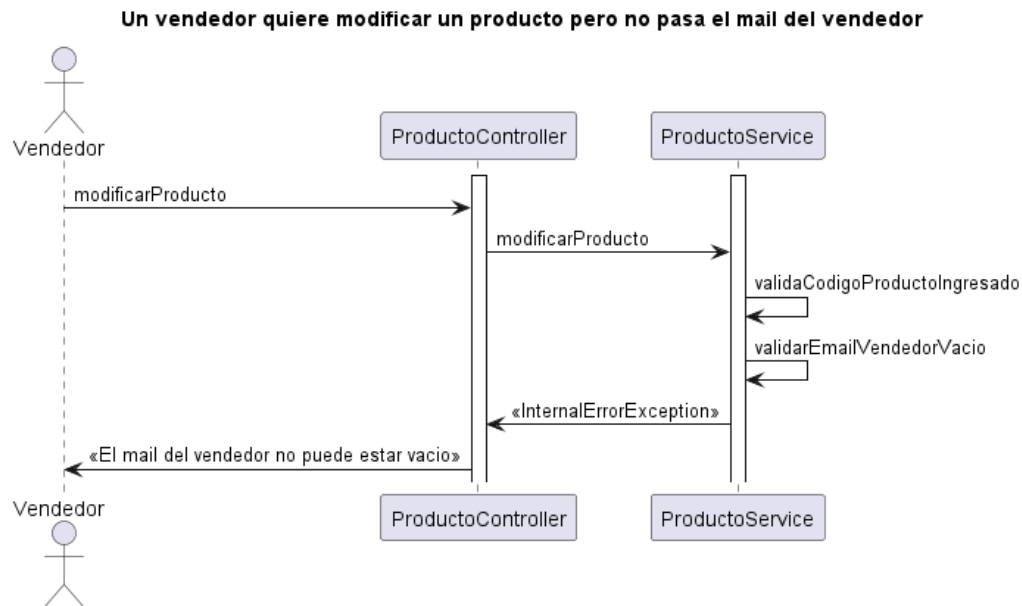 Un vendedor quiere modificar un producto pero no pasa el mail del vendedor
Vendedor
ProductoController
ProductoService
modificarProducto
modificarProducto
validaCodigoProductoIngresado
validarEmailVendedorVacio
«InternalErrorException»
«El mail del vendedor no puede estar vacio»
Vendedor
ProductoController
ProductoService